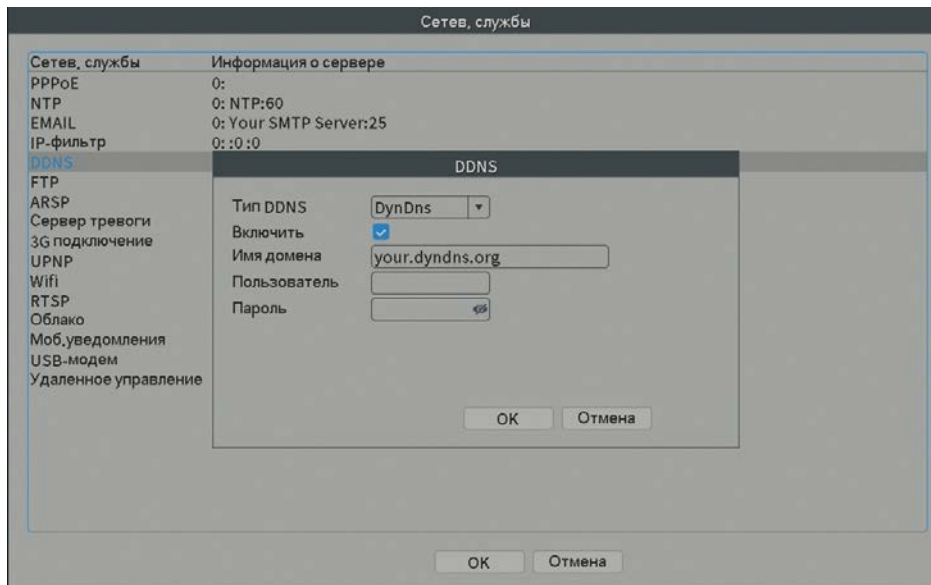 Сетев, службы
Сетев, службы Информация о сервере
PPPoE 0:
NTP 0: NTP:60
EMAIL 0: Your SMTP Server:25
IP-фильтр 0: :0 :0
DDNS
DDNS
FTP
ARSP
Сервер тревоги
3G подключение
UPNP
Wifi
RTSP
Облако
Моб,уведомления
USB-модем
Удаленное управление
Тип DDNS DynDns
Включить
Имя домена your.dyndns.org
Пользователь
Пароль
OK Отмена
OK Отмена